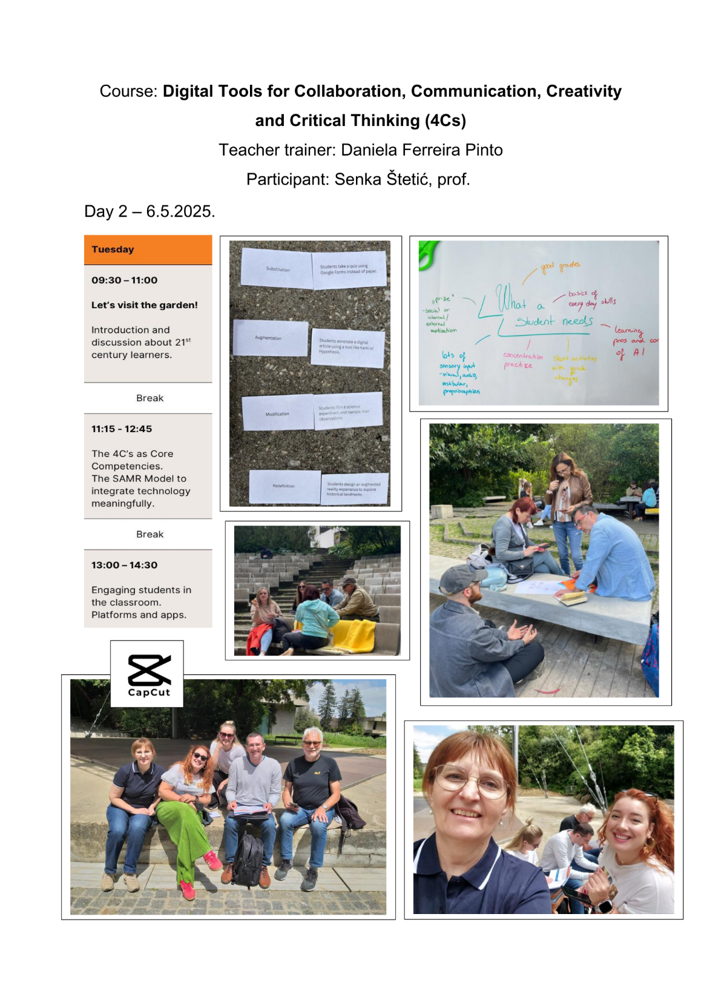 Course: Digital Tools for Collaboration, Communication, Creativity
and Critical Thinking (4Cs)
Teacher trainer: Daniela Ferreira Pinto
Participant: Senka Štetić, prof.
Day 2 – 6.5.2025.
Tuesday
09:30 – 11:00
Let's visit the garden!
Introduction and
discussion about 21st
century learners.
Break
11:15 - 12:45
The 4C's as Core
Competencies.
The SAMR Model to
integrate technology
meaningfully.
Break
13:00 – 14:30
Engaging students in
the classroom.
Platforms and apps.
Substitution
Students take a quiz using
Google Forms instead of paper.
Augmentation
Students annotate a digital
article using a tool like Kami or
Hypothesis.
Modification
Students film a science
experiment and narrate their
observations.
Redefinition
Students design an augmented
reality experience to explore
historical landmarks.
What a
Student needs
good grades
basics of
every day skills
learning
pros and con
of AI
short activities
with quick
changes
concentration
practice
lots of
sensory input
-visual, audio,
vestibular,
proprioception
„prize"
-social or
internal/
external
motivation
CapCut